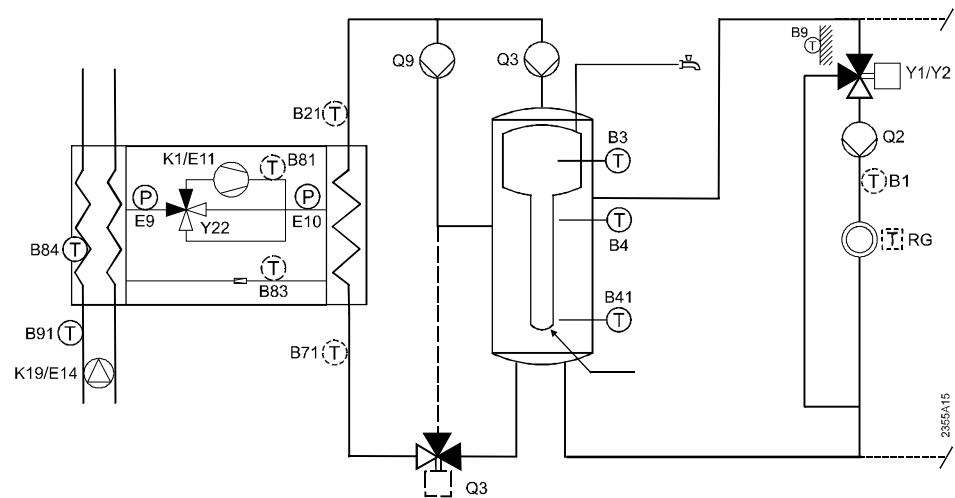 B9
T
Q9
Q3
Y1/Y2
B21
T
B3
T
Q2
K1/E11
T
B81
P
P
T
B1
E9
Y22
E10
T
B4
B84
T
T
RG
T
B83
B41
T
B91
T
B71
T
K19/E14
2355A15
Q3